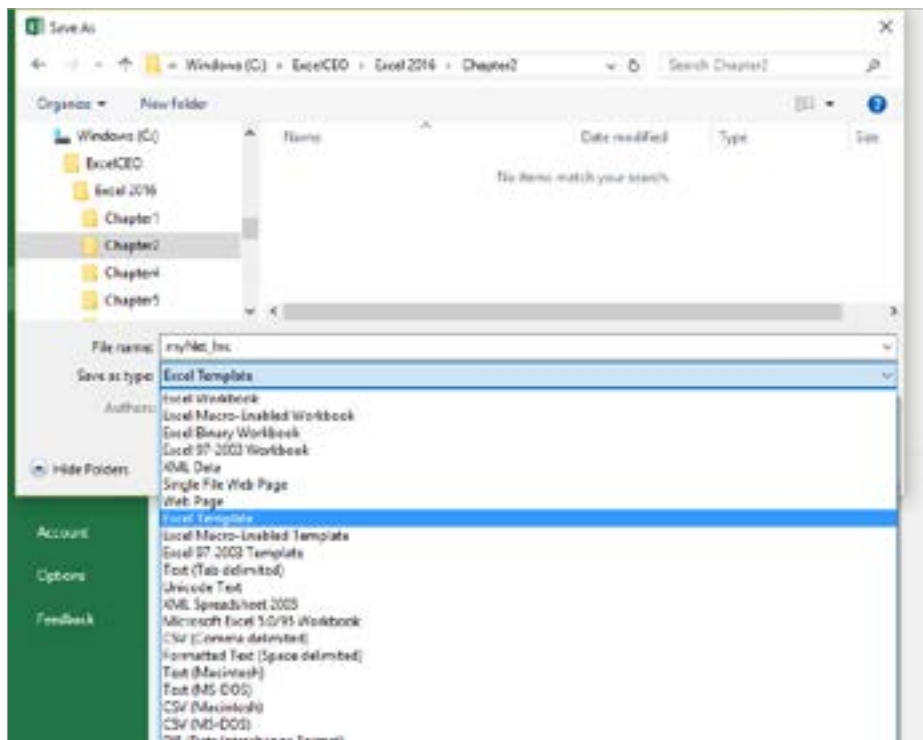 Save As
Windows (C:) › ExcelCEO › Excel 2016 › Chapter2
Search Chapter2
Organize
New folder
Windows (C:)
ExcelCEO
Excel 2016
Chapter1
Chapter2
Chapter4
Chapter5
Name
Date modified
Type
Size
No items match your search.
File name: myNet_Inc
Save as type: Excel Template
Authors:
Excel Workbook
Excel Macro-Enabled Workbook
Excel Binary Workbook
Excel 97-2003 Workbook
XML Data
Single File Web Page
Web Page
Excel Template
Excel Macro-Enabled Template
Excel 97-2003 Template
Text (Tab delimited)
Unicode Text
XML Spreadsheet 2003
Microsoft Excel 5.0/95 Workbook
CSV (Comma delimited)
Formatted Text (Space delimited)
Text (Macintosh)
Text (MS-DOS)
CSV (Macintosh)
CSV (MS-DOS)
DIF (Data Interchange Format)
Hide Folders
Account
Options
Feedback